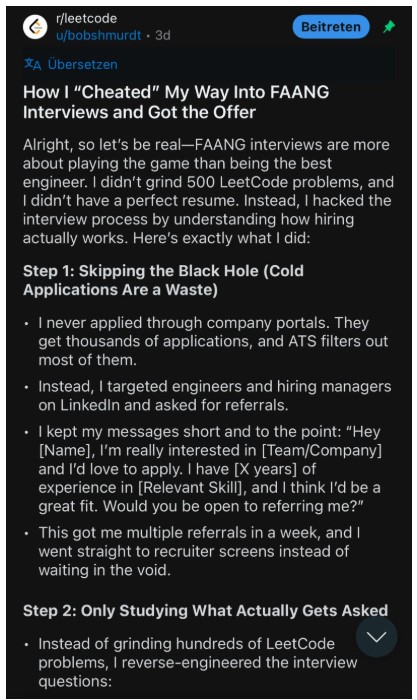 r/leetcode
u/bobshmurdt • 3d
Beitreten
Übersetzen
How I “Cheated” My Way Into FAANG
Interviews and Got the Offer
Alright, so let’s be real—FAANG interviews are more
about playing the game than being the best
engineer. I didn’t grind 500 LeetCode problems, and
I didn’t have a perfect resume. Instead, I hacked the
interview process by understanding how hiring
actually works. Here’s exactly what I did:
Step 1: Skipping the Black Hole (Cold
Applications Are a Waste)
• I never applied through company portals. They
get thousands of applications, and ATS filters out
most of them.
• Instead, I targeted engineers and hiring managers
on LinkedIn and asked for referrals.
• I kept my messages short and to the point: “Hey
[Name], I’m really interested in [Team/Company]
and I’d love to apply. I have [X years] of
experience in [Relevant Skill], and I think I’d be a
great fit. Would you be open to referring me?”
• This got me multiple referrals in a week, and I
went straight to recruiter screens instead of
waiting in the void.
Step 2: Only Studying What Actually Gets Asked
• Instead of grinding hundreds of LeetCode
problems, I reverse-engineered the interview
questions: